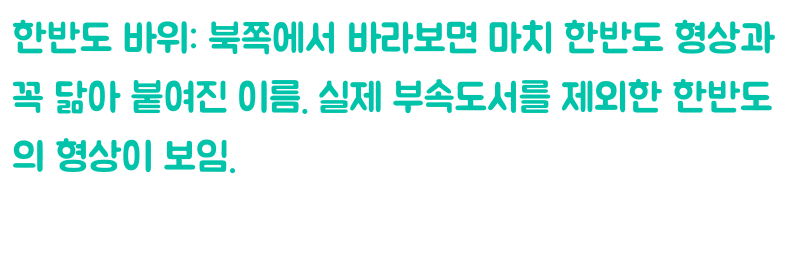 한반도 바위: 북쪽에서 바라보면 마치 한반도 형상과
꼭 닮아 붙여진 이름. 실제 부속도서를 제외한 한반도
의 형상이 보임.